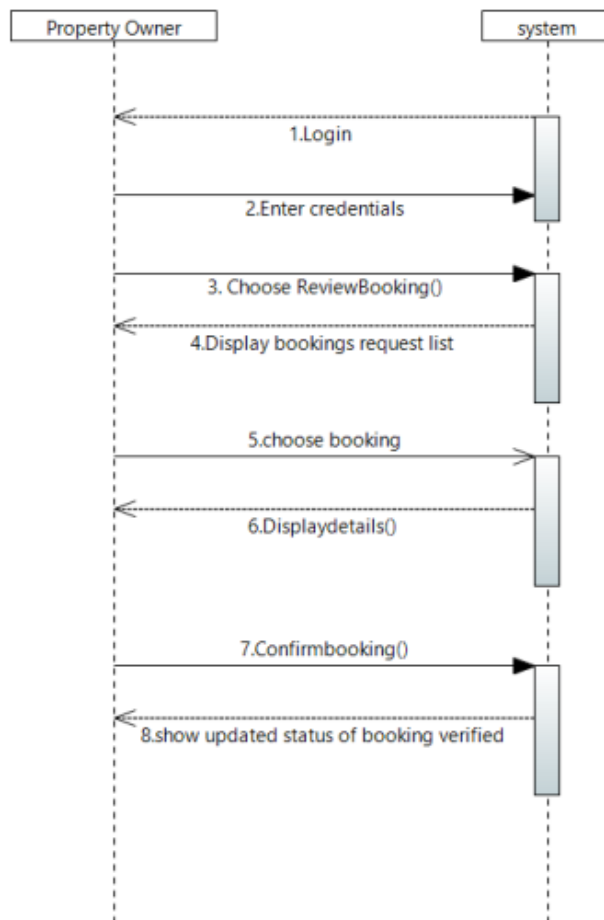 Property Owner
system
1.Login
2.Enter credentials
3. Choose ReviewBooking()
4.Display bookings request list
5.choose booking
6.Displaydetails()
7.Confirmbooking()
8.show updated status of booking verified